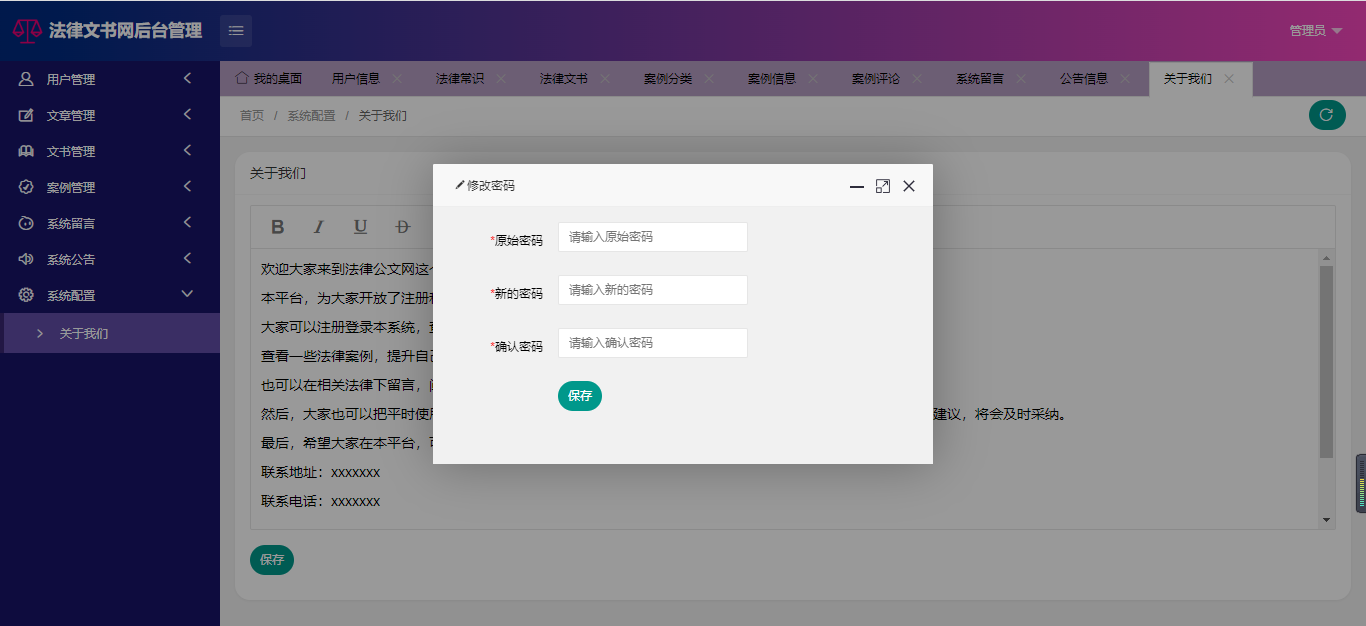 法律文书网后台管理
管理员
用户管理
文章管理
文书管理
案例管理
系统留言
系统公告
系统配置
关于我们
我的桌面 用户信息 法律常识 法律文书 案例分类 案例信息 案例评论 系统留言 公告信息 关于我们
首页 / 系统配置 / 关于我们
关于我们
B I U D
欢迎大家来到法律公文网这个
本平台，为大家开放了注册和
大家可以注册登录本系统，
查看一些法律案例，提升自己
也可以在相关法律下留言，
然后，大家也可以把平时使用
建议，将会及时采纳。
最后，希望大家在本平台，可
联系地址：xxxxxxx
联系电话：xxxxxxx
保存
修改密码
*原始密码 请输入原始密码
*新的密码 请输入新的密码
*确认密码 请输入确认密码
保存